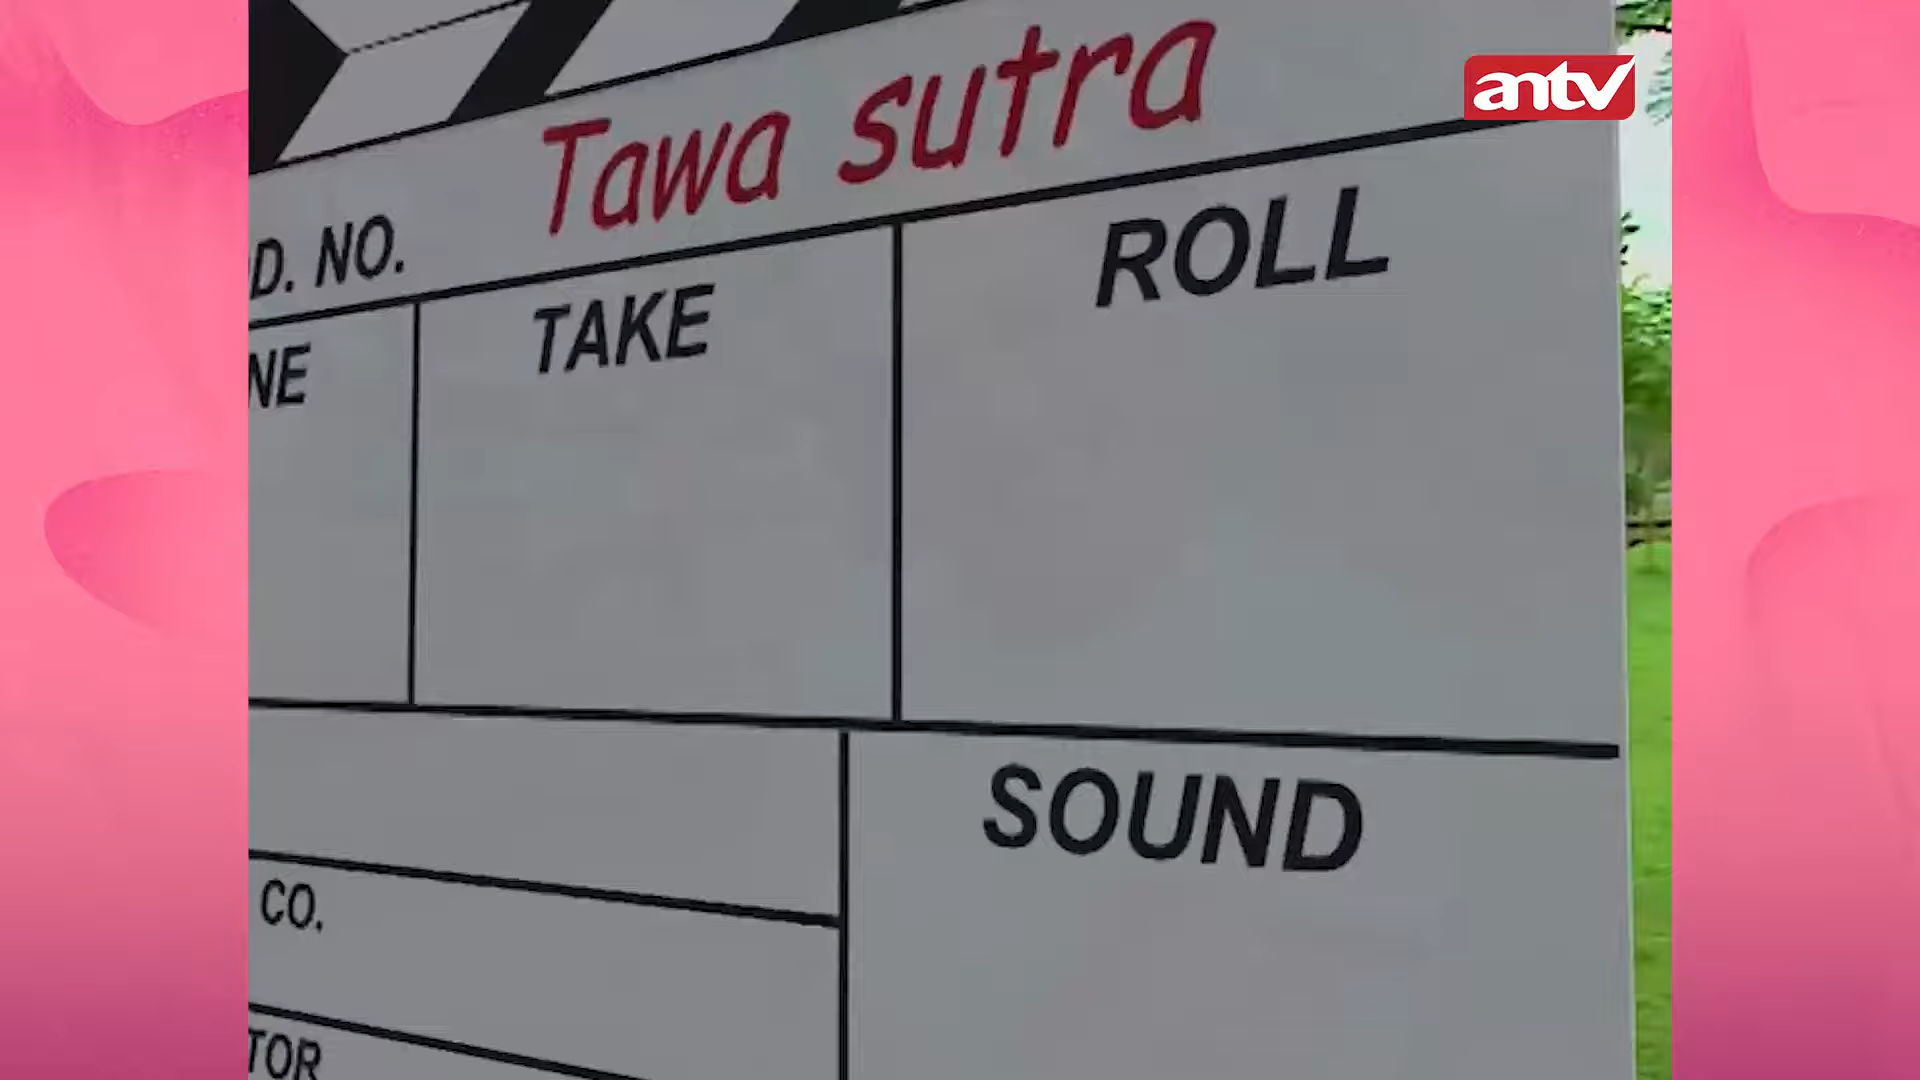 antv
Tawa sutra
D. NO.
NE
TAKE
ROLL
SOUND
CO.
TOR